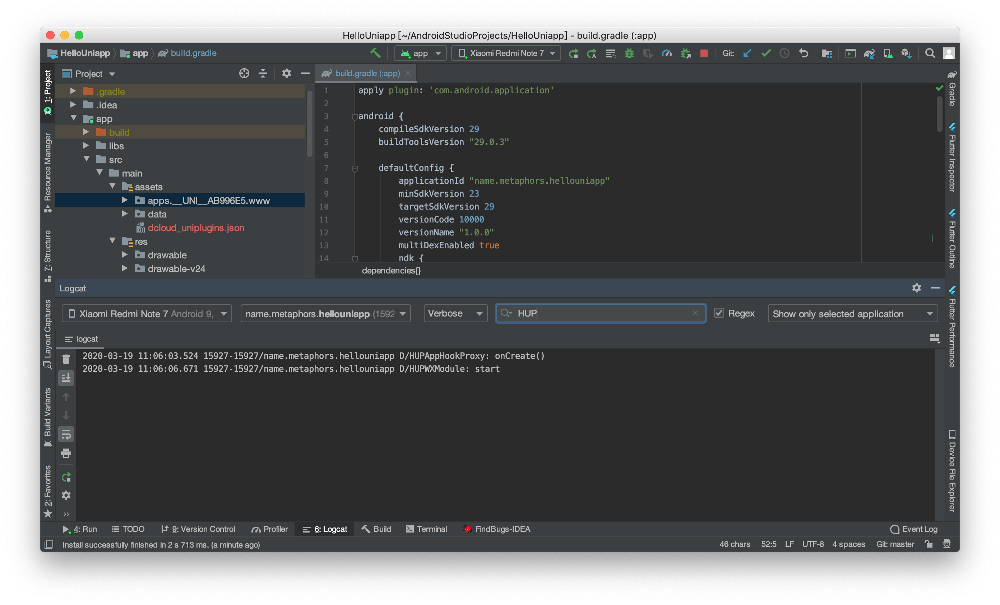 HelloUniapp [~/AndroidStudioProjects/HelloUniapp] - build.gradle (:app)
HelloUniapp app build.gradle
app
Xiaomi Redmi Note 7
Git:
1: Project
Resource Manager
7: Structure
Layout Captures
Build Variants
2: Favorites
Project
.gradle
.idea
app
build
libs
src
main
assets
apps.__UNI__AB996E5.www
data
dcloud_uniplugins.json
res
drawable
drawable-v24
build.gradle (:app)
1 apply plugin: 'com.android.application'
2
3 android {
4 compileSdkVersion 29
5 buildToolsVersion "29.0.3"
6
7 defaultConfig {
8 applicationId "name.metaphors.hellouniapp"
9 minSdkVersion 23
10 targetSdkVersion 29
11 versionCode 10000
12 versionName "1.0.0"
13 multiDexEnabled true
14 ndk {
dependencies{}
Gradle
Flutter Inspector
Flutter Outline
Flutter Performance
Device File Explorer
Logcat
Xiaomi Redmi Note 7 Android 9,
name.metaphors.hellouniapp (1592
Verbose
HUP
Regex
Show only selected application
logcat
2020-03-19 11:06:03.524 15927-15927/name.metaphors.hellouniapp D/HUPAppHookProxy: onCreate()
2020-03-19 11:06:06.671 15927-15927/name.metaphors.hellouniapp D/HUPWXModule: start
4: Run TODO 9: Version Control Profiler 6: Logcat Build Terminal FindBugs-IDEA Event Log
Install successfully finished in 2 s 713 ms. (a minute ago) 46 chars 52:5 LF UTF-8 4 spaces Git: master